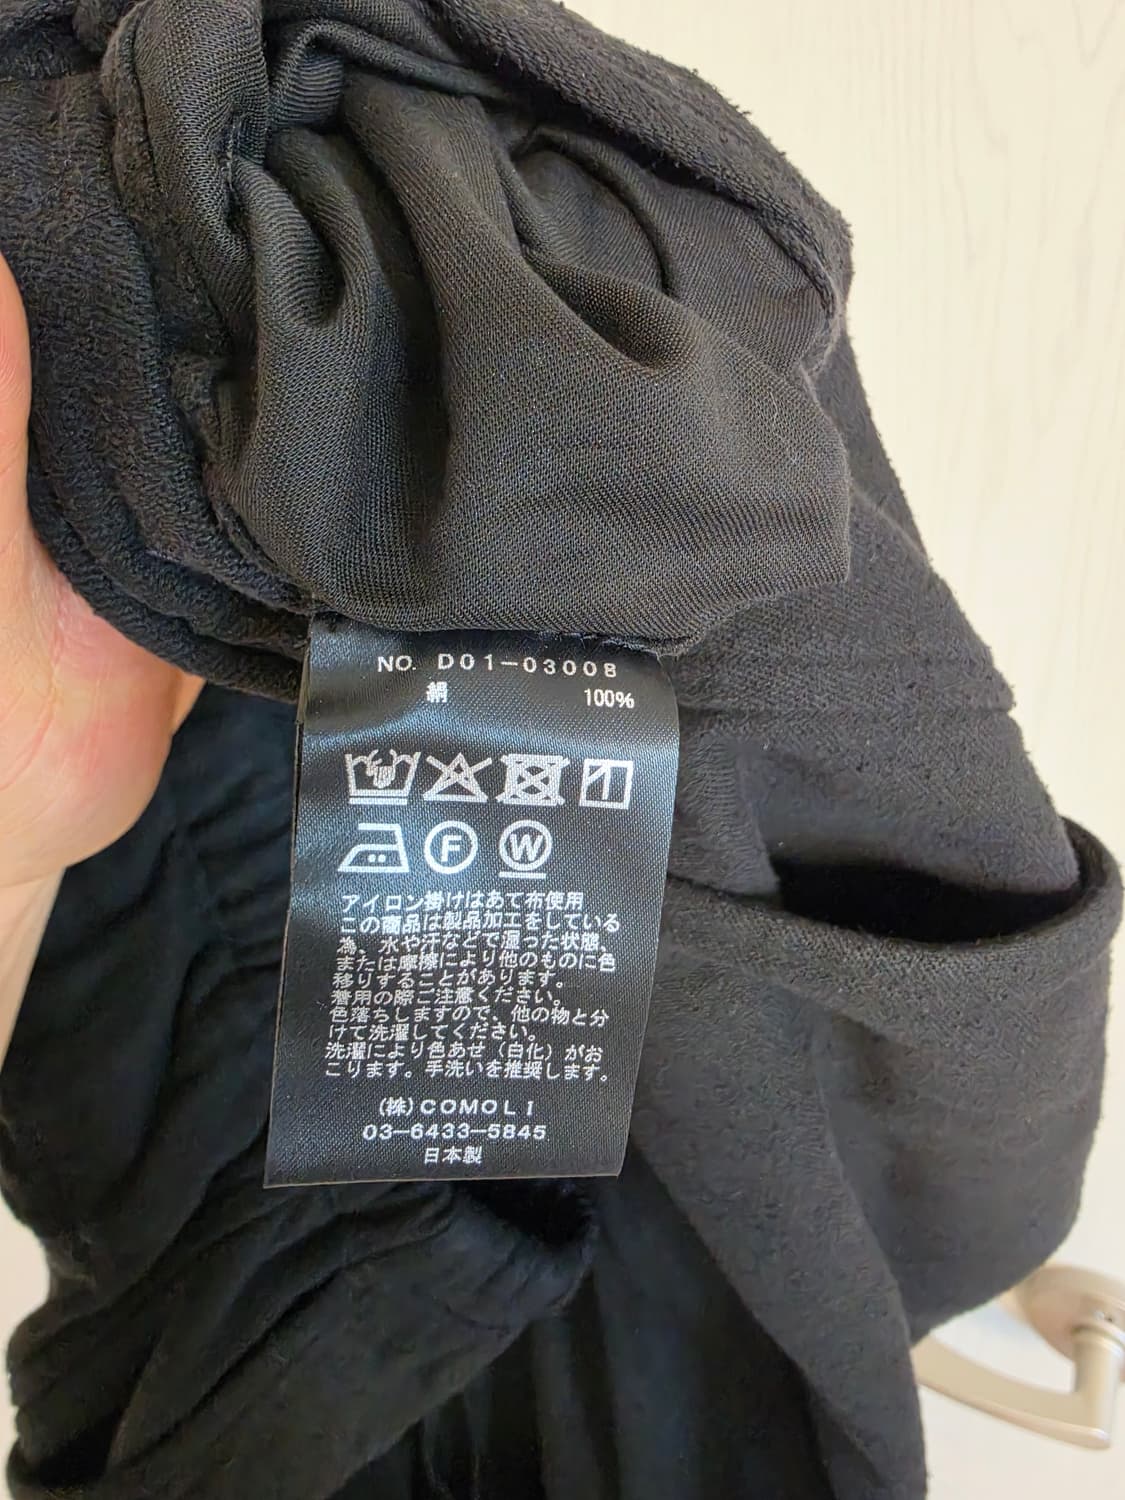 NO. D01-03008
絹 100%
F W
アイロン掛けはあて布使用
この商品は製品加工をしている
為、水や汗などで湿った状態、
または摩擦により他のものに色
移りすることがあります。
着用の際ご注意ください。
色落ちしますので、他の物と分
けて洗濯してください。
洗濯により色あせ（白化）がお
こります。手洗いを推奨します。
(株)COMOLI
03-6433-5845
日本製